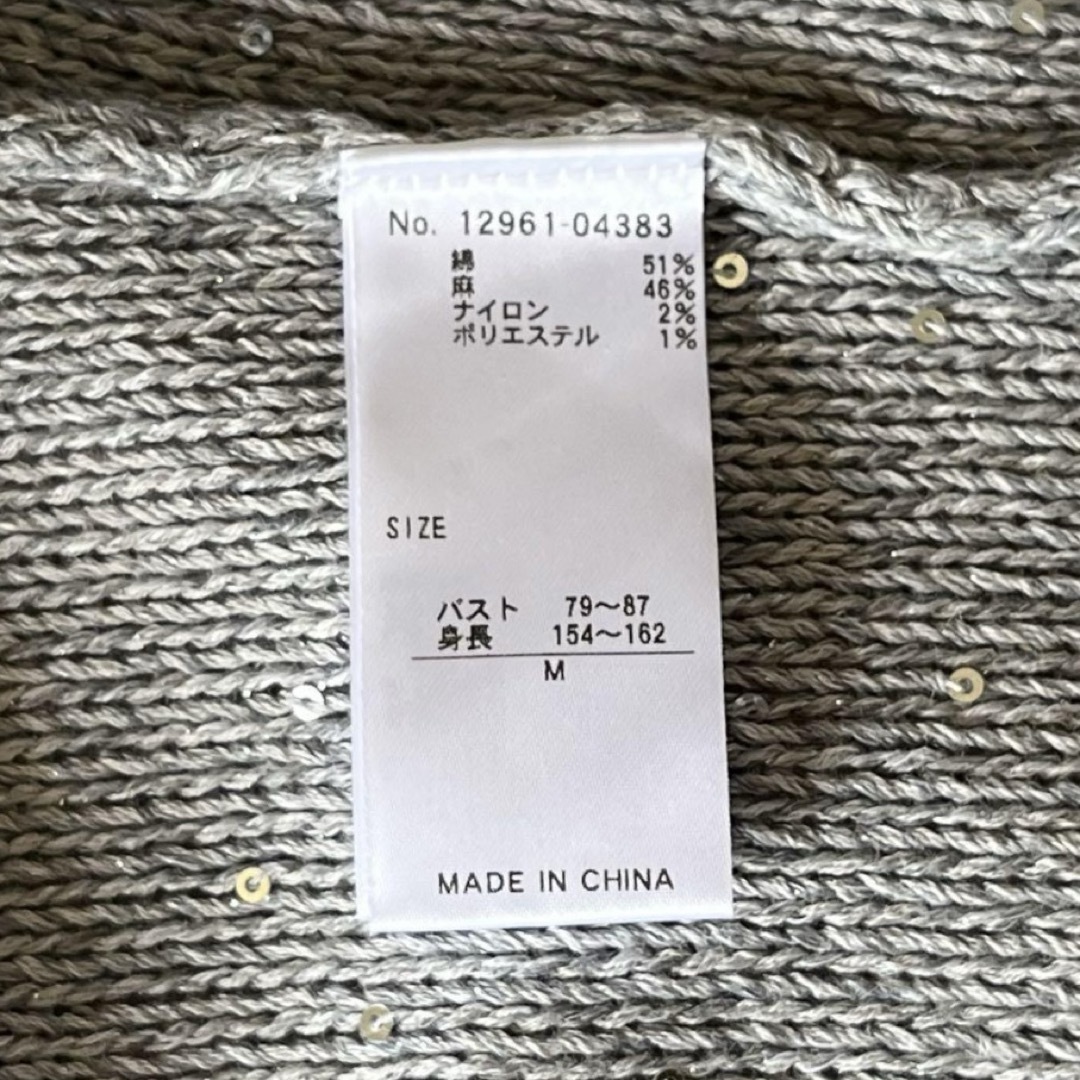 No. 12961-04383
綿 51%
麻 46%
ナイロン 2%
ポリエステル 1%
SIZE
バスト 79～87
身長 154～162
M
MADE IN CHINA